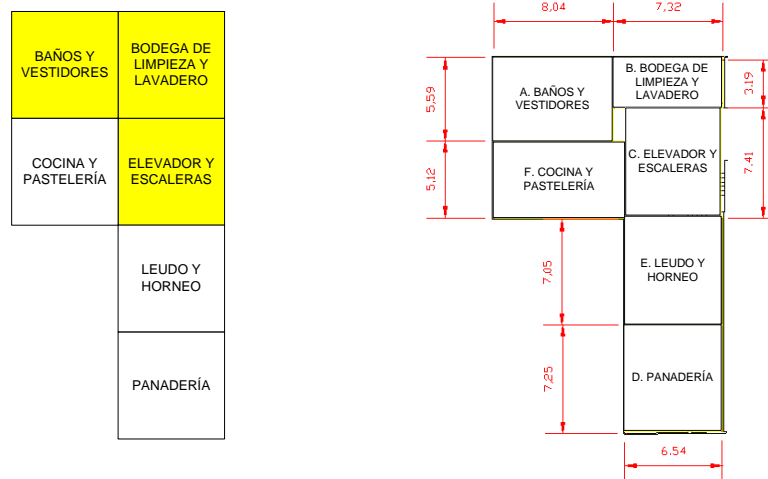 BAÑOS Y
VESTIDORES
BODEGA DE
LIMPIEZA Y
LAVADERO
COCINA Y
PASTELERÍA
ELEVADOR Y
ESCALERAS
LEUDO Y
HORNEO
PANADERÍA
8,04
7,32
5,59
5,12
3,19
7,41
A. BAÑOS Y
VESTIDORES
B. BODEGA DE
LIMPIEZA Y
LAVADERO
C. ELEVADOR Y
ESCALERAS
F. COCINA Y
PASTELERÍA
7,05
E. LEUDO Y
HORNEO
7,25
D. PANADERÍA
6,54